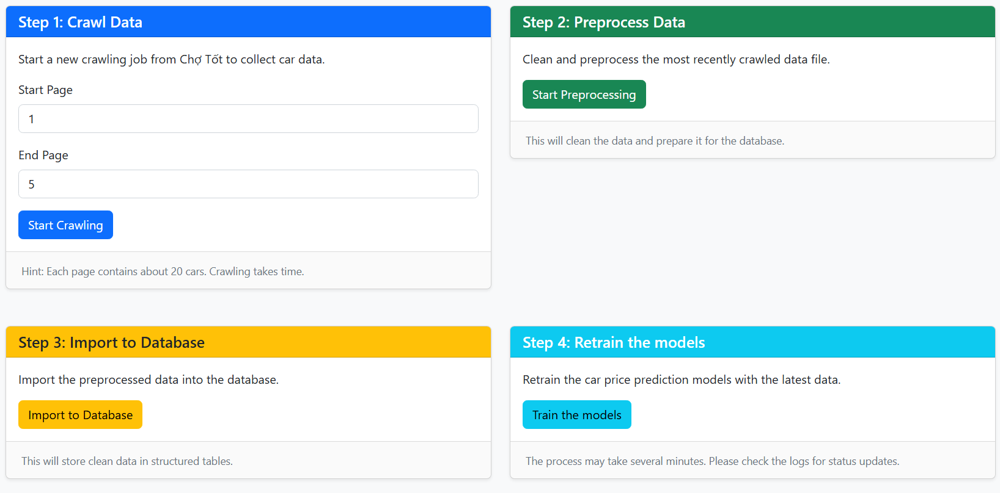 Step 1: Crawl Data
Start a new crawling job from Chợ Tốt to collect car data.
Start Page
1
End Page
5
Start Crawling
Hint: Each page contains about 20 cars. Crawling takes time.
Step 2: Preprocess Data
Clean and preprocess the most recently crawled data file.
Start Preprocessing
This will clean the data and prepare it for the database.
Step 3: Import to Database
Import the preprocessed data into the database.
Import to Database
This will store clean data in structured tables.
Step 4: Retrain the models
Retrain the car price prediction models with the latest data.
Train the models
The process may take several minutes. Please check the logs for status updates.